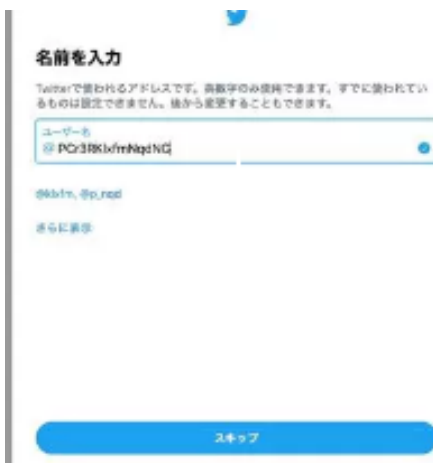 名前を入力
Twitterで使われるアドレスです。英数字のみ使用できます。すでに使われてい
るものは設定できません。後から変更することもできます。
ユーザー名
@
さらに表示
スキップ